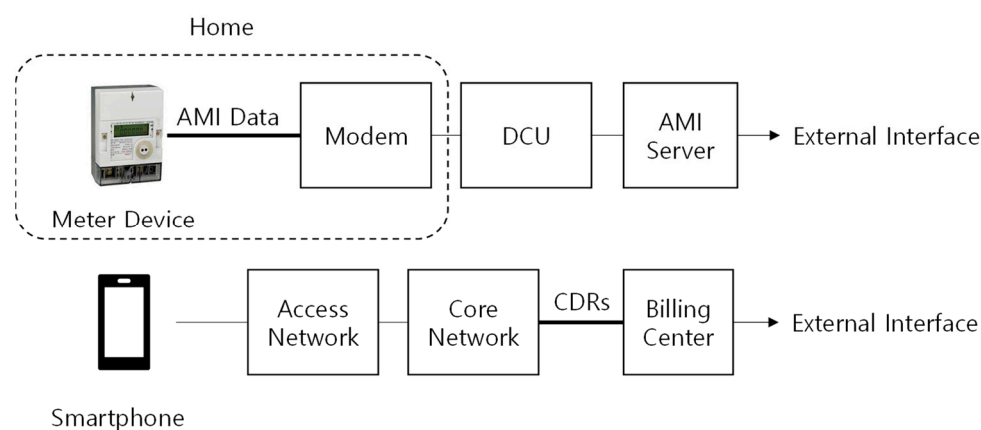 Home
AMI Data
Modem
DCU
AMI
Server
External Interface
Meter Device
Access
Network
Core
Network
CDRs
Billing
Center
External Interface
Smartphone